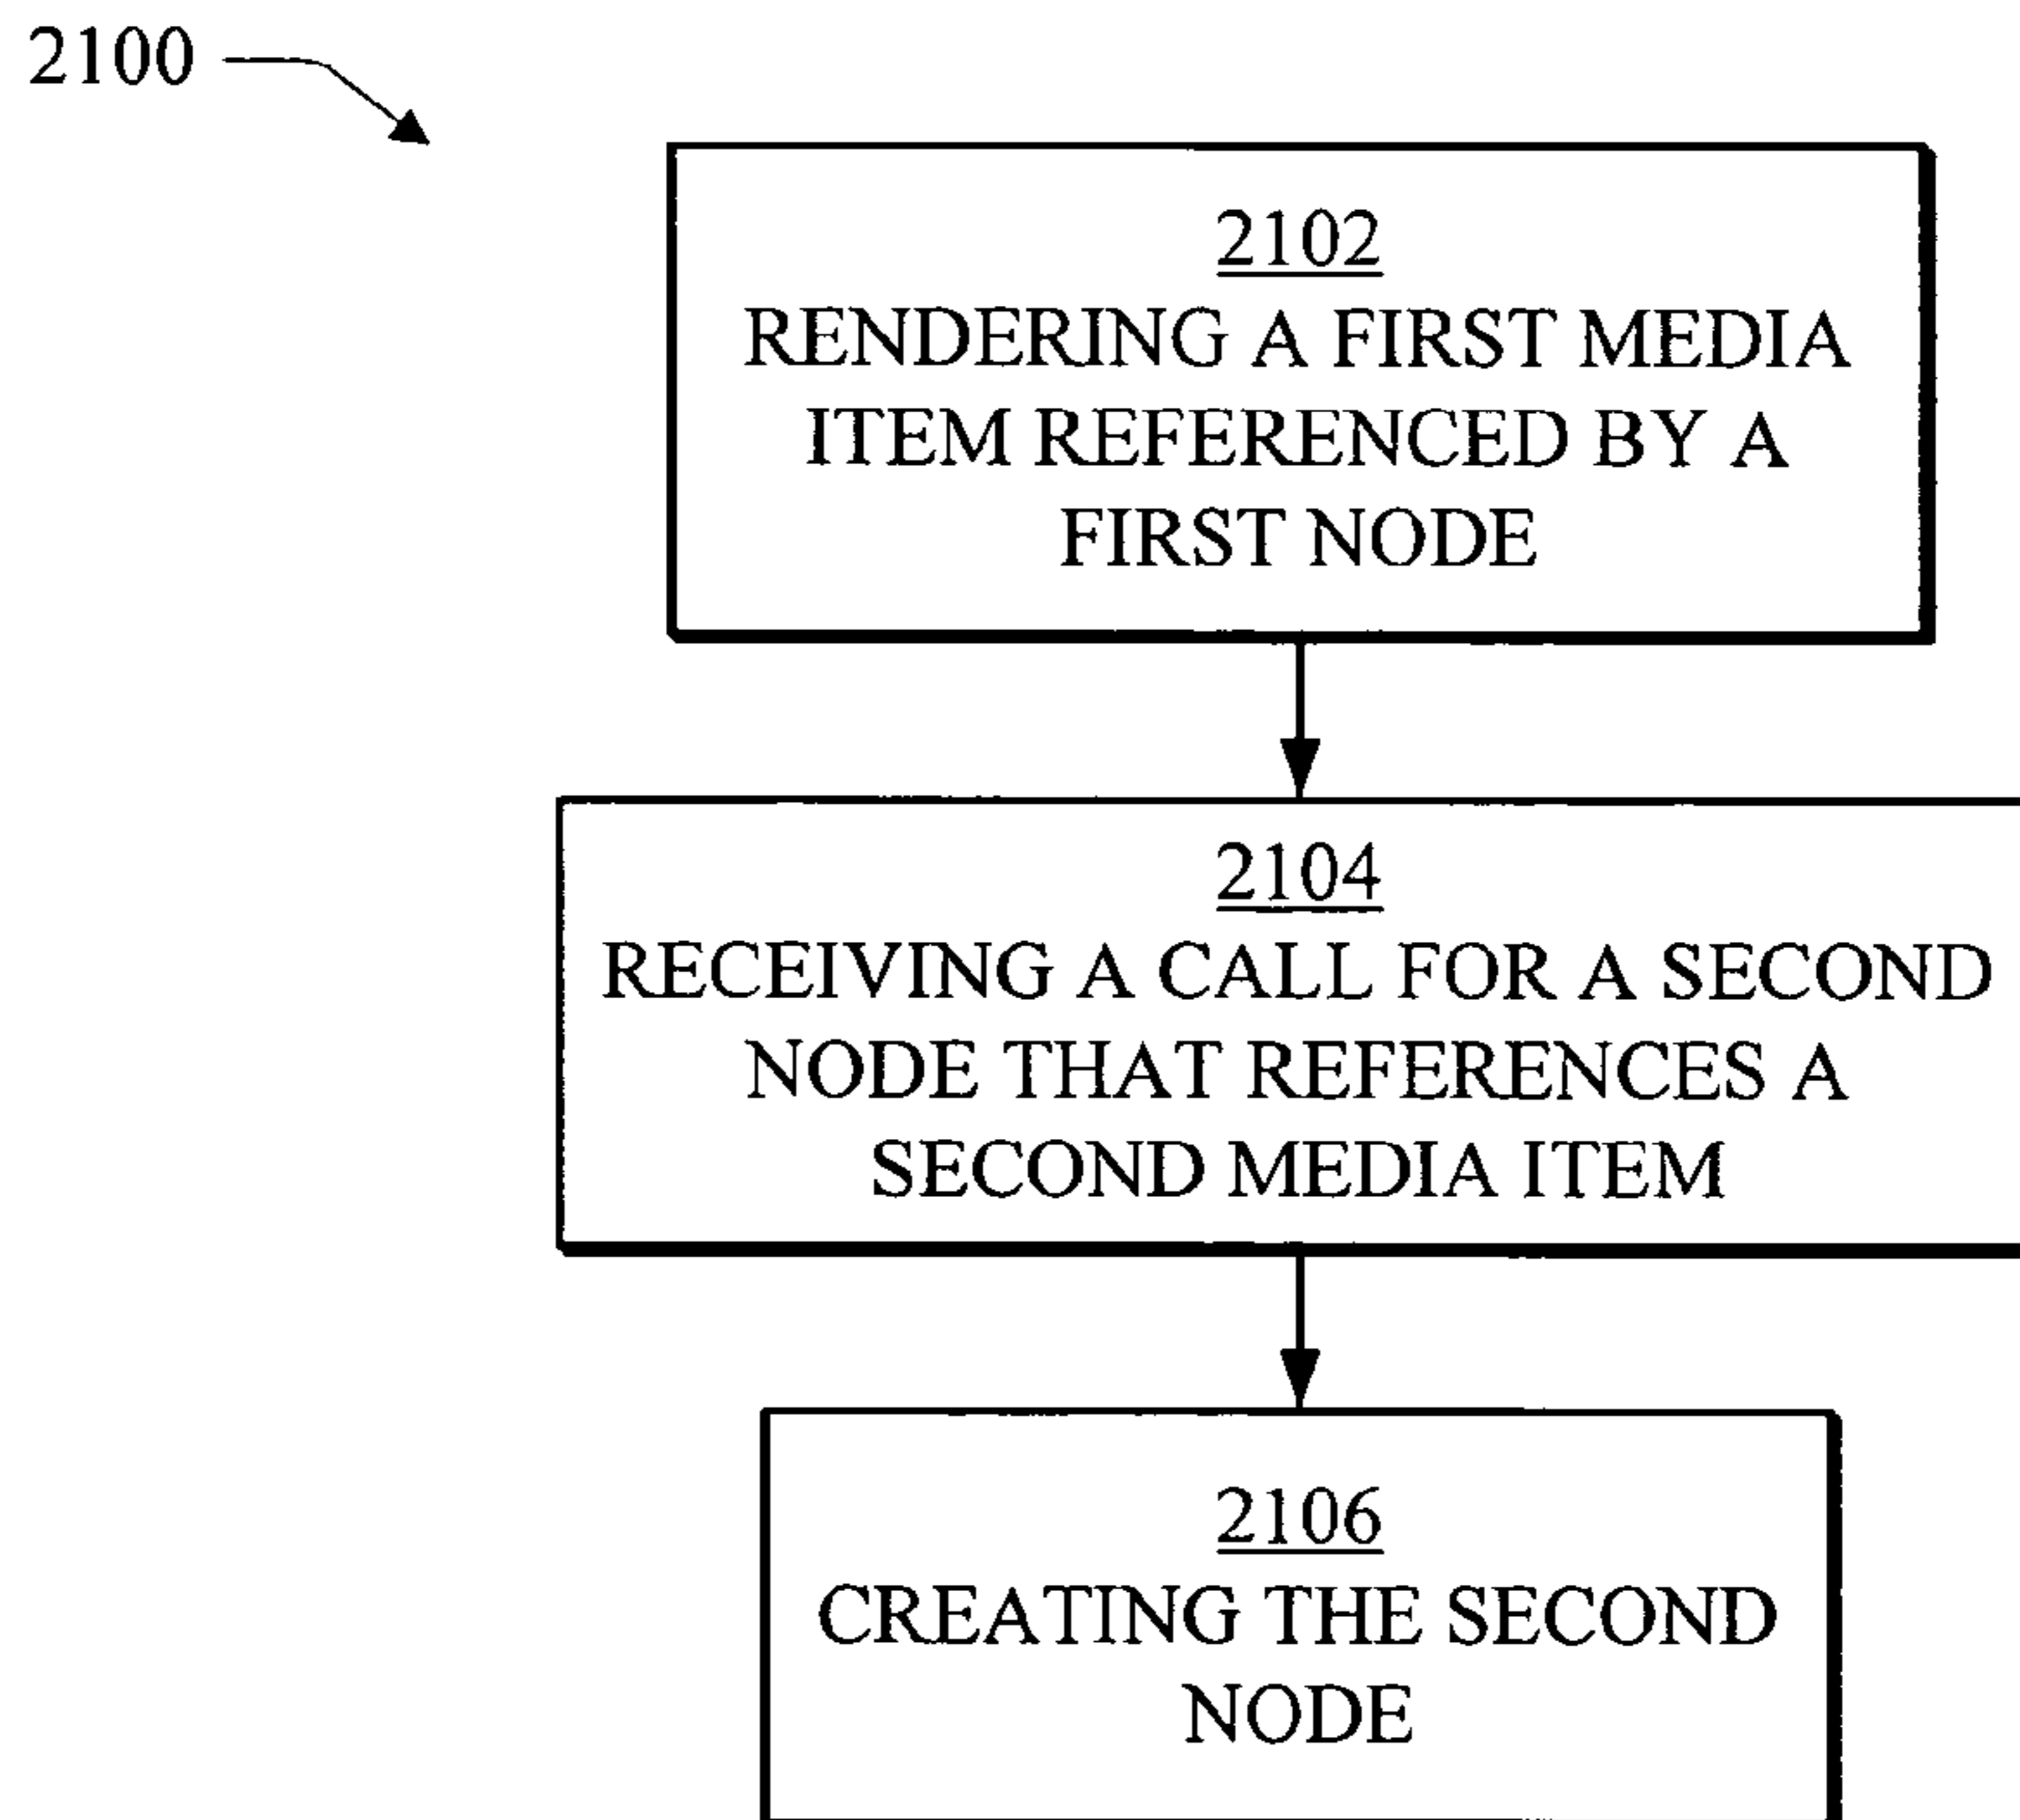 2100
2102
RENDERING A FIRST MEDIA
ITEM REFERENCED BY A
FIRST NODE
2104
RECEIVING A CALL FOR A SECOND
NODE THAT REFERENCES A
SECOND MEDIA ITEM
2106
CREATING THE SECOND
NODE